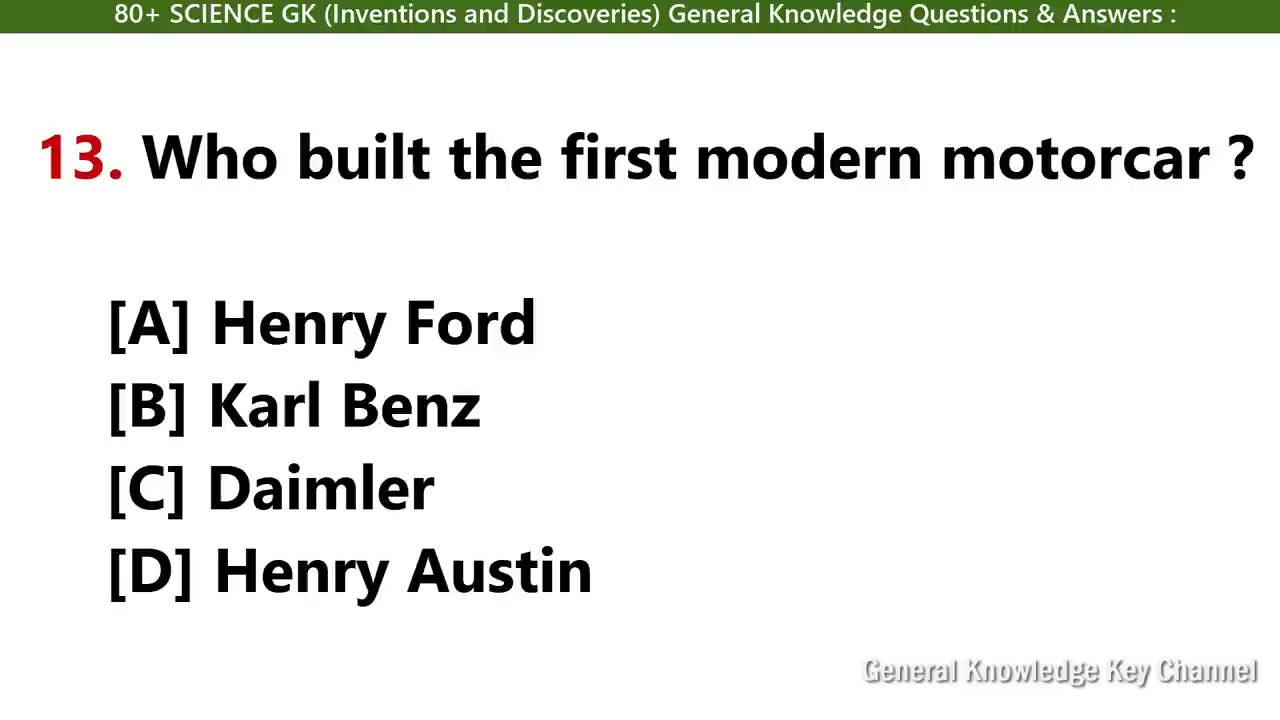 80+ SCIENCE GK (Inventions and Discoveries) General Knowledge Questions & Answers :
13. Who built the first modern motorcar ?
[A] Henry Ford
[B] Karl Benz
[C] Daimler
[D] Henry Austin
General Knowledge Key Channel